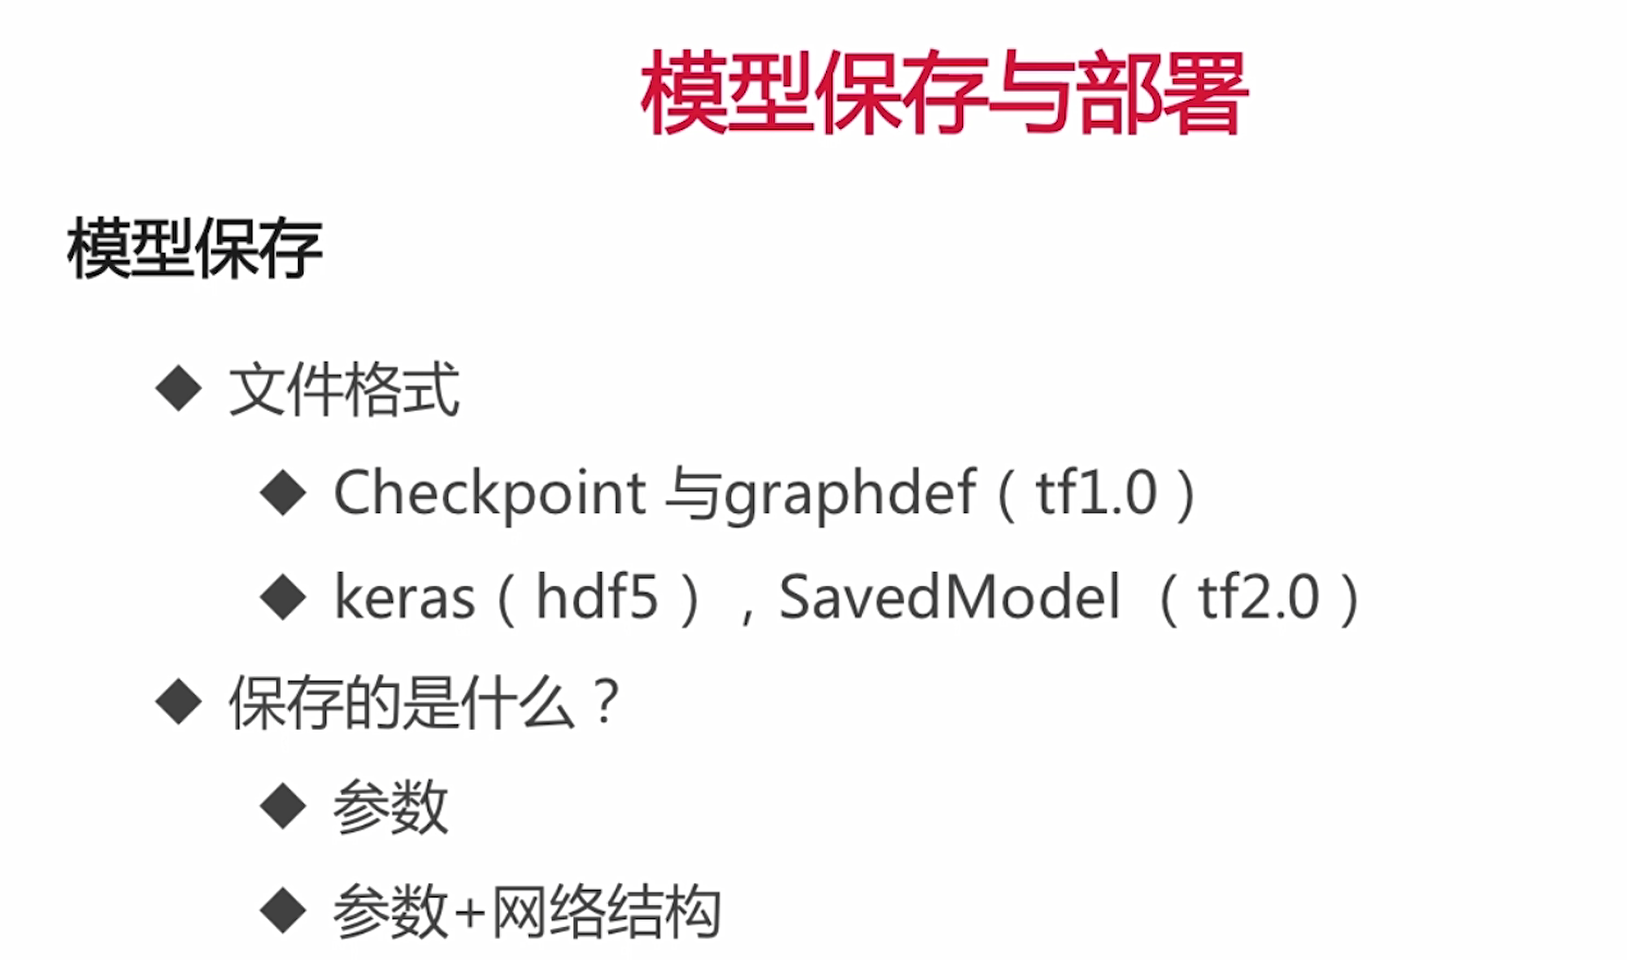 模型保存与部署
模型保存
◆ 文件格式
◆ Checkpoint 与graphdef（tf1.0）
◆ keras（hdf5），SavedModel （tf2.0）
◆ 保存的是什么？
◆ 参数
◆ 参数+网络结构